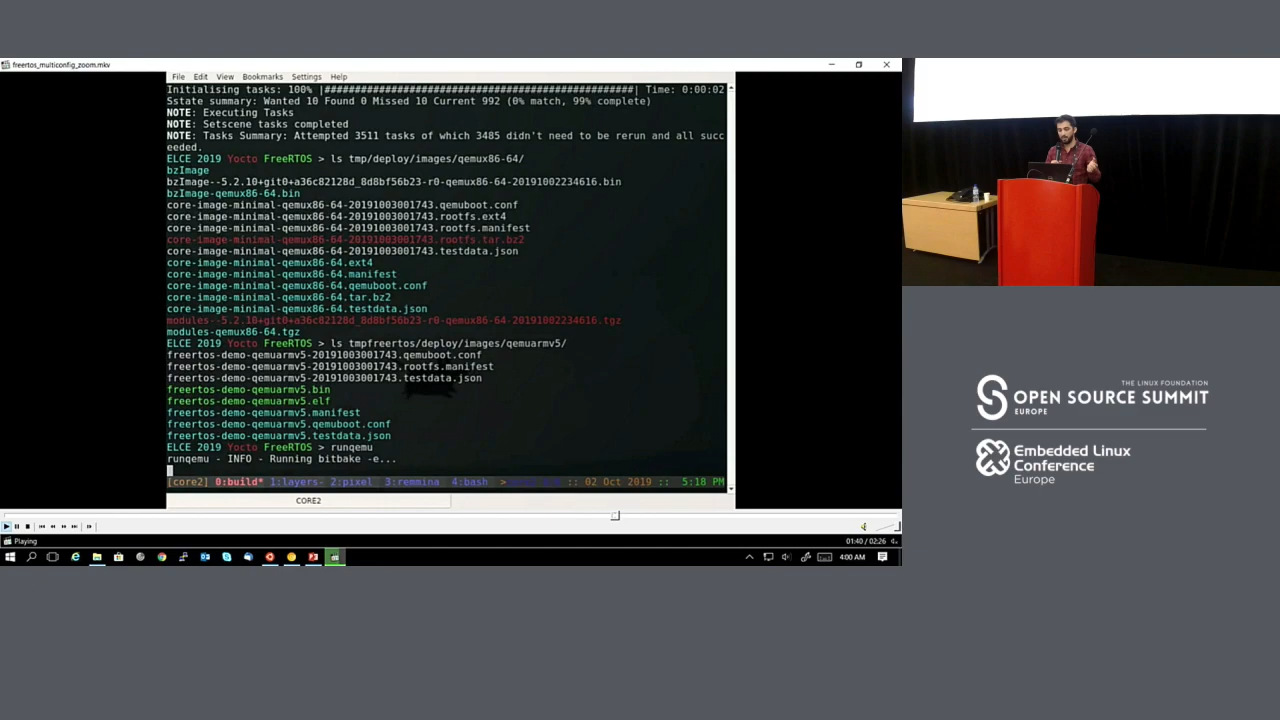 freertos_multiconfig_zoom.mkv
File Edit View Bookmarks Settings Help
Initialising tasks: 100% |######################################################| Time: 0:00:02
Sstate summary: Wanted 10 Found 0 Missed 10 Current 992 (0% match, 99% complete)
NOTE: Executing Tasks
NOTE: Setscene tasks completed
NOTE: Tasks Summary: Attempted 3511 tasks of which 3485 didn't need to be rerun and all succ
eeded.
ELCE 2019 Yocto FreeRTOS > ls tmp/deploy/images/qemux86-64/
bzImage
bzImage--5.2.10+git0+a36c82128d_8d8bf56b23-r0-qemux86-64-20191002234616.bin
bzImage-qemux86-64.bin
core-image-minimal-qemux86-64-20191003001743.qemuboot.conf
core-image-minimal-qemux86-64-20191003001743.rootfs.ext4
core-image-minimal-qemux86-64-20191003001743.rootfs.manifest
core-image-minimal-qemux86-64-20191003001743.rootfs.tar.bz2
core-image-minimal-qemux86-64-20191003001743.testdata.json
core-image-minimal-qemux86-64.ext4
core-image-minimal-qemux86-64.manifest
core-image-minimal-qemux86-64.qemuboot.conf
core-image-minimal-qemux86-64.tar.bz2
core-image-minimal-qemux86-64.testdata.json
modules--5.2.10+git0+a36c82128d_8d8bf56b23-r0-qemux86-64-20191002234616.tgz
modules-qemux86-64.tgz
ELCE 2019 Yocto FreeRTOS > ls tmpfreertos/deploy/images/qemuarmv5/
freertos-demo-qemuarmv5-20191003001743.qemuboot.conf
freertos-demo-qemuarmv5-20191003001743.rootfs.manifest
freertos-demo-qemuarmv5-20191003001743.testdata.json
freertos-demo-qemuarmv5.bin
freertos-demo-qemuarmv5.elf
freertos-demo-qemuarmv5.manifest
freertos-demo-qemuarmv5.qemuboot.conf
freertos-demo-qemuarmv5.testdata.json
ELCE 2019 Yocto FreeRTOS > runqemu
runqemu - INFO - Running bitbake -e...
[core2] 0:build* 1:layers- 2:pixel 3:remmina 4:bash > :: 02 Oct 2019 :: 5:18 PM
CORE2
Playing 01:40 / 02:26
4:00 AM
THE LINUX FOUNDATION
OPEN SOURCE SUMMIT
EUROPE
Embedded Linux
Conference
Europe